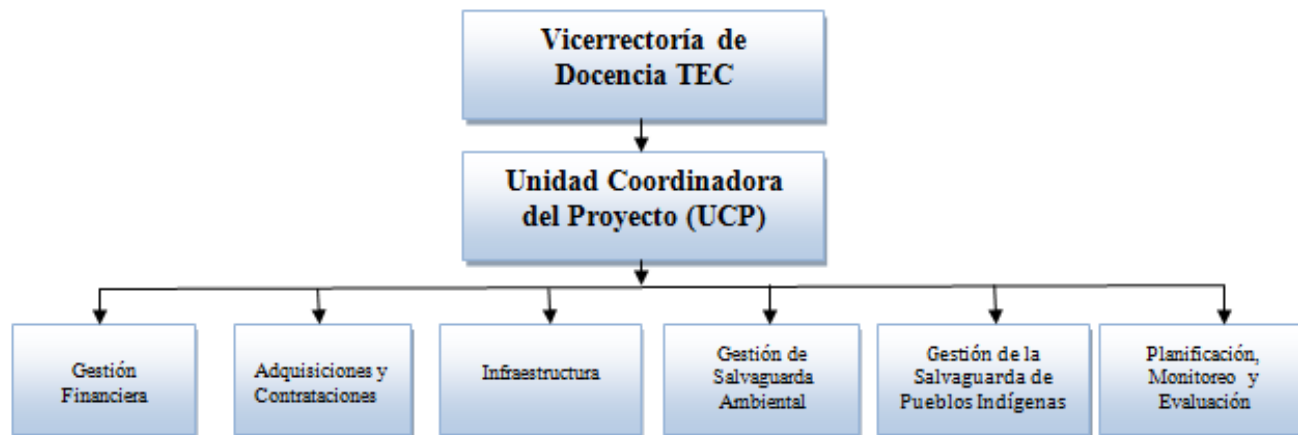 Vicerrectoría de
Docencia TEC
Unidad Coordinadora
del Proyecto (UCP)
Gestión
Financiera
Adquisiciones y
Contrataciones
Infraestructura
Gestión de
Salvaguarda
Ambiental
Gestión de la
Salvaguarda de
Pueblos Indígenas
Planificación,
Monitoreo y
Evaluación